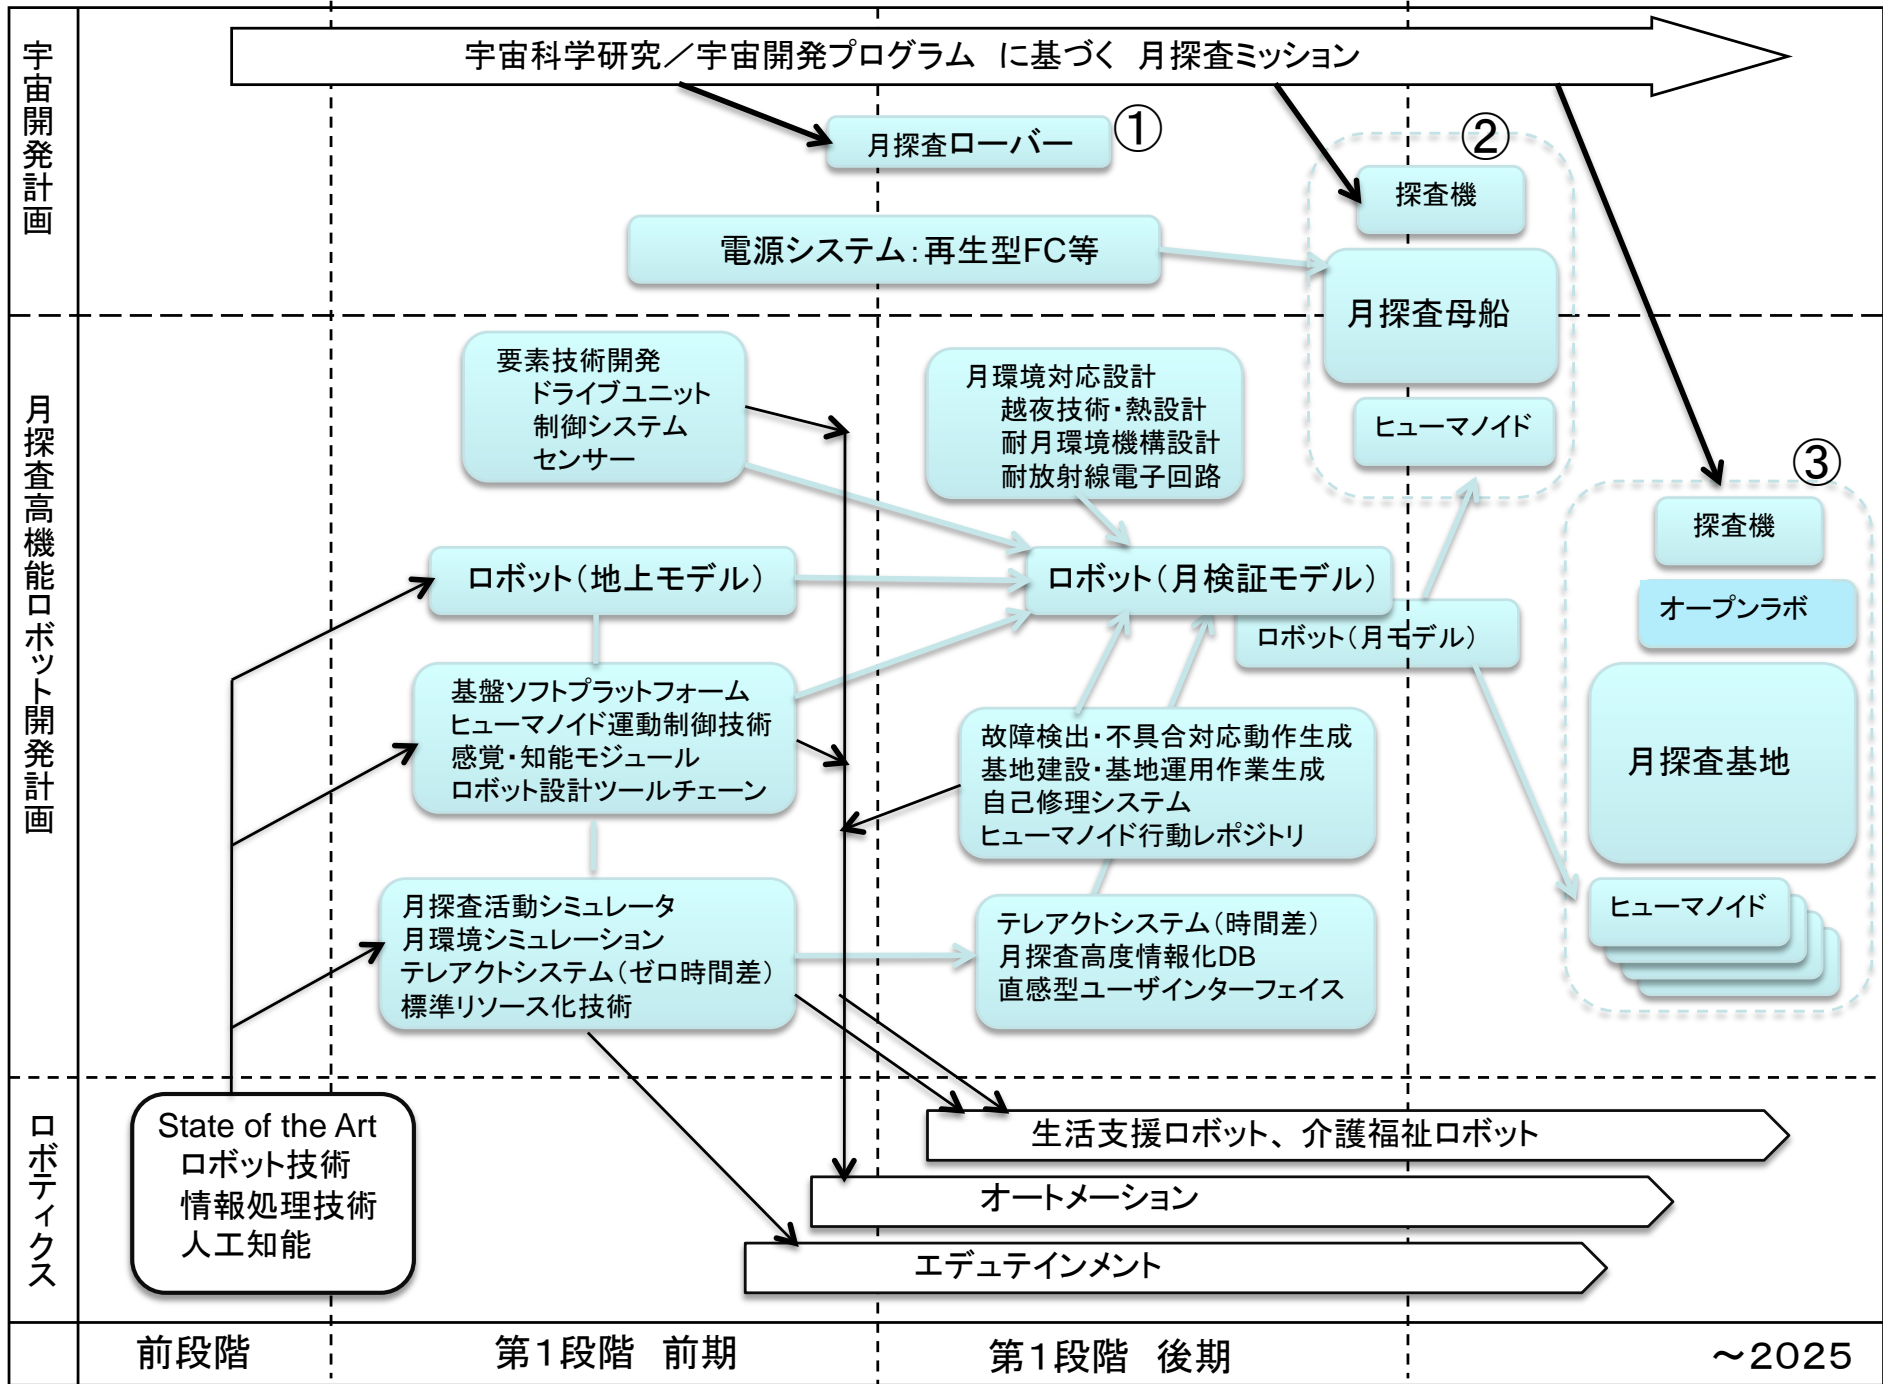 宇宙開発計画
宇宙科学研究／宇宙開発プログラム に基づく 月探査ミッション
月探査ローバー
①
②
探査機
電源システム：再生型FC等
月探査母船
ヒューマノイド
月探査高機能ロボット開発計画
要素技術開発
ドライブユニット
制御システム
センサー
月環境対応設計
越夜技術・熱設計
耐月環境機構設計
耐放射線電子回路
③
探査機
オープンラボ
月探査基地
ヒューマノイド
ロボット（地上モデル）
ロボット（月検証モデル）
ロボット（月モデル）
基盤ソフトプラットフォーム
ヒューマノイド運動制御技術
感覚・知能モジュール
ロボット設計ツールチェーン
故障検出・不具合対応動作生成
基地建設・基地運用作業生成
自己修理システム
ヒューマノイド行動レポジトリ
月探査活動シミュレータ
月環境シミュレーション
テレアクトシステム（ゼロ時間差）
標準リソース化技術
テレアクトシステム（時間差）
月探査高度情報化DB
直感型ユーザインターフェイス
ロボティクス
State of the Art
ロボット技術
情報処理技術
人工知能
生活支援ロボット、介護福祉ロボット
オートメーション
エデュテインメント
前段階
第１段階 前期
第１段階 後期
～２０２５